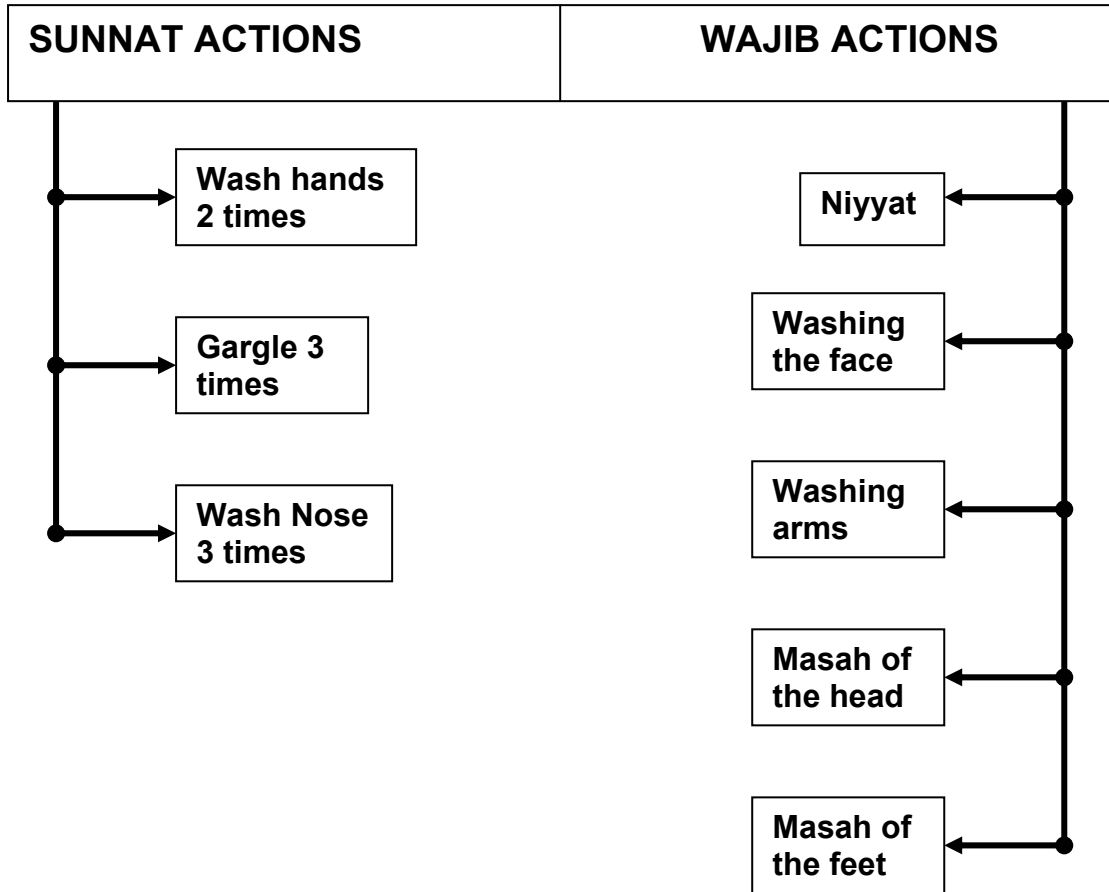 SUNNAT ACTIONS
WAJIB ACTIONS
Wash hands
2 times
Gargle 3
times
Wash Nose
3 times
Niyyat
Washing
the face
Washing
arms
Masah of
the head
Masah of
the feet